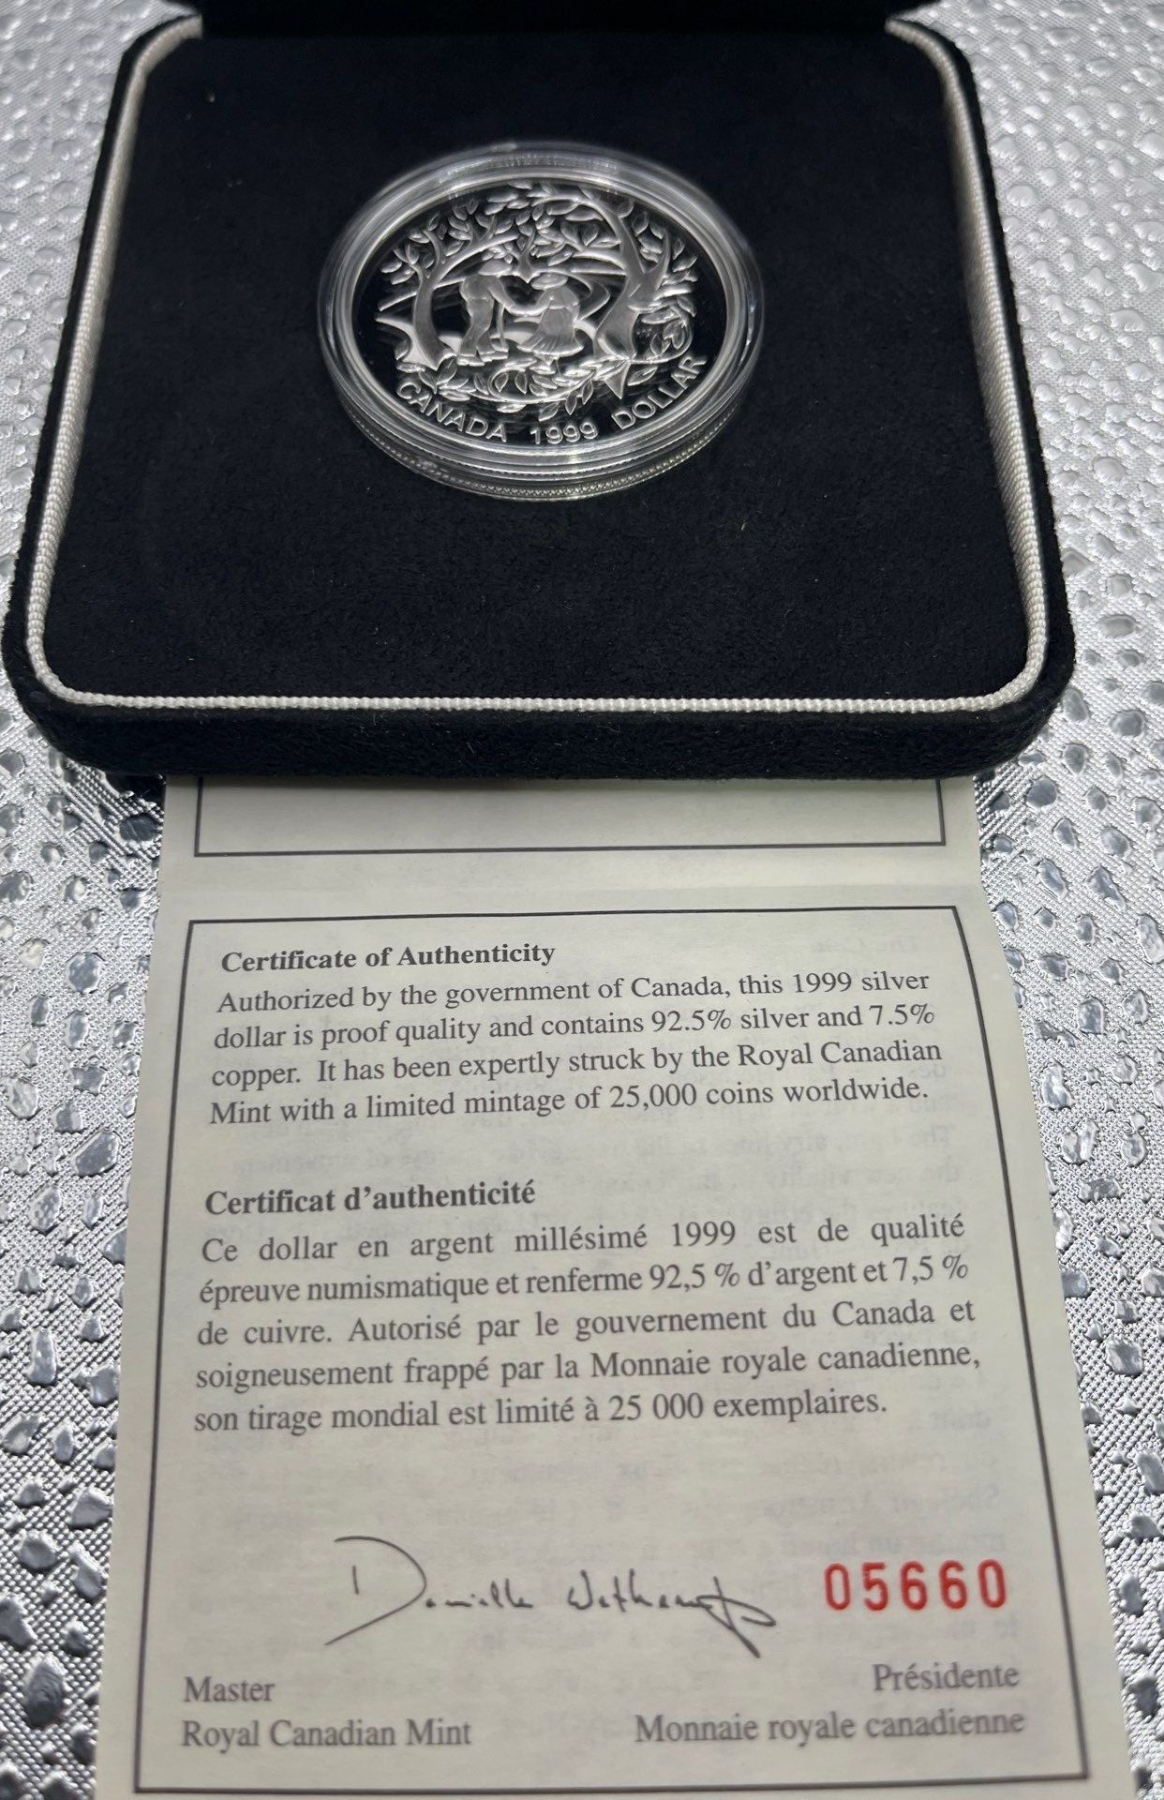 CANADA 1999 DOLLAR
Certificate of Authenticity
Authorized by the government of Canada, this 1999 silver
dollar is proof quality and contains 92.5% silver and 7.5%
copper. It has been expertly struck by the Royal Canadian
Mint with a limited mintage of 25,000 coins worldwide.
Certificat d'authenticité
Ce dollar en argent millésimé 1999 est de qualité
épreuve numismatique et renferme 92,5 % d'argent et 7,5 %
de cuivre. Autorisé par le gouvernement du Canada et
soigneusement frappé par la Monnaie royale canadienne,
son tirage mondial est limité à 25 000 exemplaires.
05660
Master
Présidente
Royal Canadian Mint
Monnaie royale canadienne